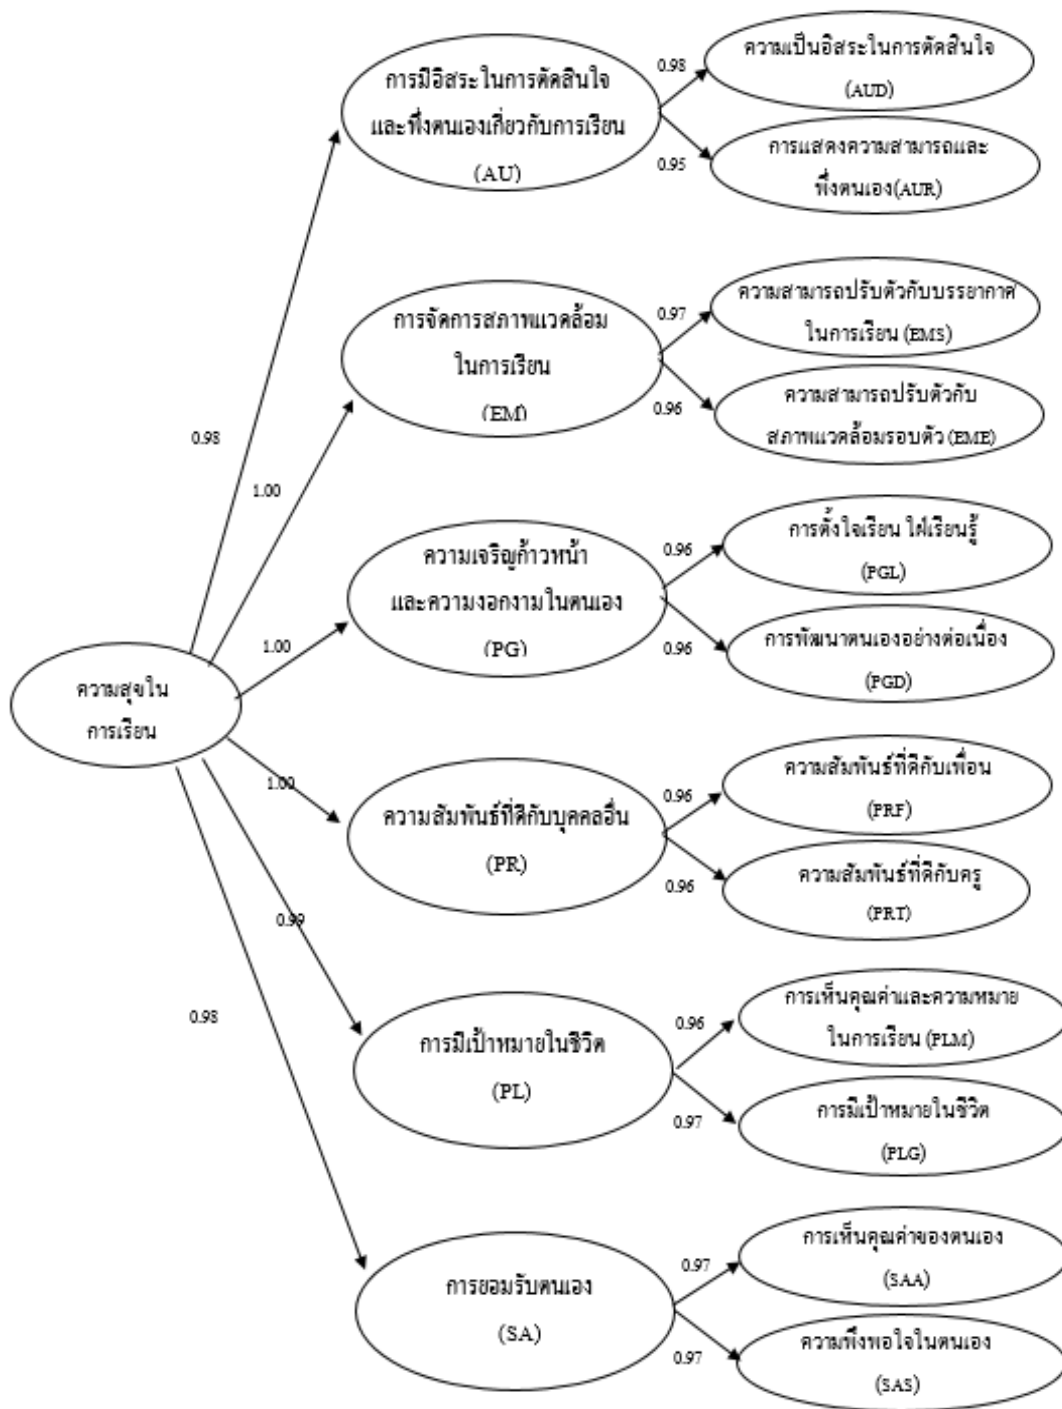 การมีอิสระในการตัดสินใจ
และพึ่งตนเองเกี่ยวกับการเรียน
(AU)
0.98
ความเป็นอิสระในการตัดสินใจ
(AUD)
0.95
การแสดงความสามารถและ
พึ่งตนเอง(AUR)
การจัดการสภาพแวดล้อม
ในการเรียน
(EM)
0.97
ความสามารถปรับตัวกับบรรยากาศ
ในการเรียน (EMS)
0.96
ความสามารถปรับตัวกับ
สภาพแวดล้อมรอบตัว (EME)
0.98
1.00
ความเจริญก้าวหน้า
และความงอกงามในตนเอง
(PG)
0.96
การตั้งใจเรียน ใฝ่เรียนรู้
(PGL)
0.96
การพัฒนาตนเองอย่างต่อเนื่อง
(PGD)
1.00
ความสุขใน
การเรียน
1.00
ความสัมพันธ์ที่ดีกับบุคคลอื่น
(PR)
0.96
ความสัมพันธ์ที่ดีกับเพื่อน
(PRF)
0.96
ความสัมพันธ์ที่ดีกับครู
(PRT)
0.99
0.98
การมีเป้าหมายในชีวิต
(PL)
0.96
การเห็นคุณค่าและความหมาย
ในการเรียน (PLM)
0.97
การมีเป้าหมายในชีวิต
(PLG)
การยอมรับตนเอง
(SA)
0.97
การเห็นคุณค่าของตนเอง
(SAA)
0.97
ความพึงพอใจในตนเอง
(SAS)